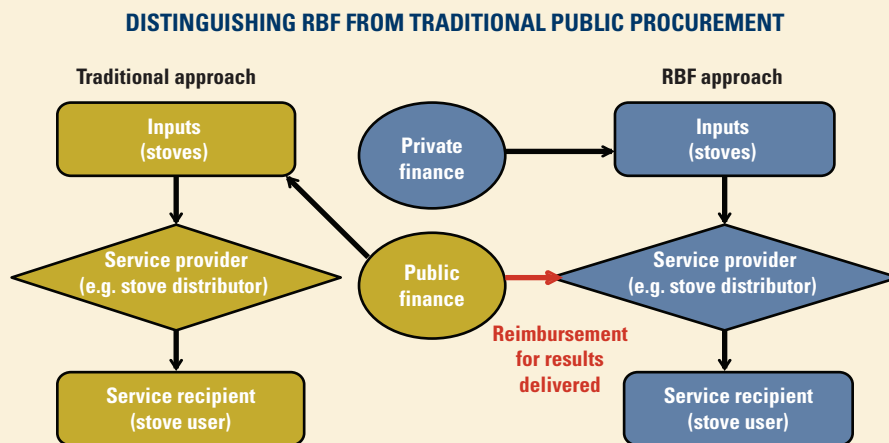 DISTINGUISHING RBF FROM TRADITIONAL PUBLIC PROCUREMENT
Traditional approach
RBF approach
Inputs
(stoves)
Private
finance
Inputs
(stoves)
Service provider
(e.g. stove distributor)
Public
finance
Service provider
(e.g. stove distributor)
Reimbursement
for results
delivered
Service recipient
(stove user)
Service recipient
(stove user)